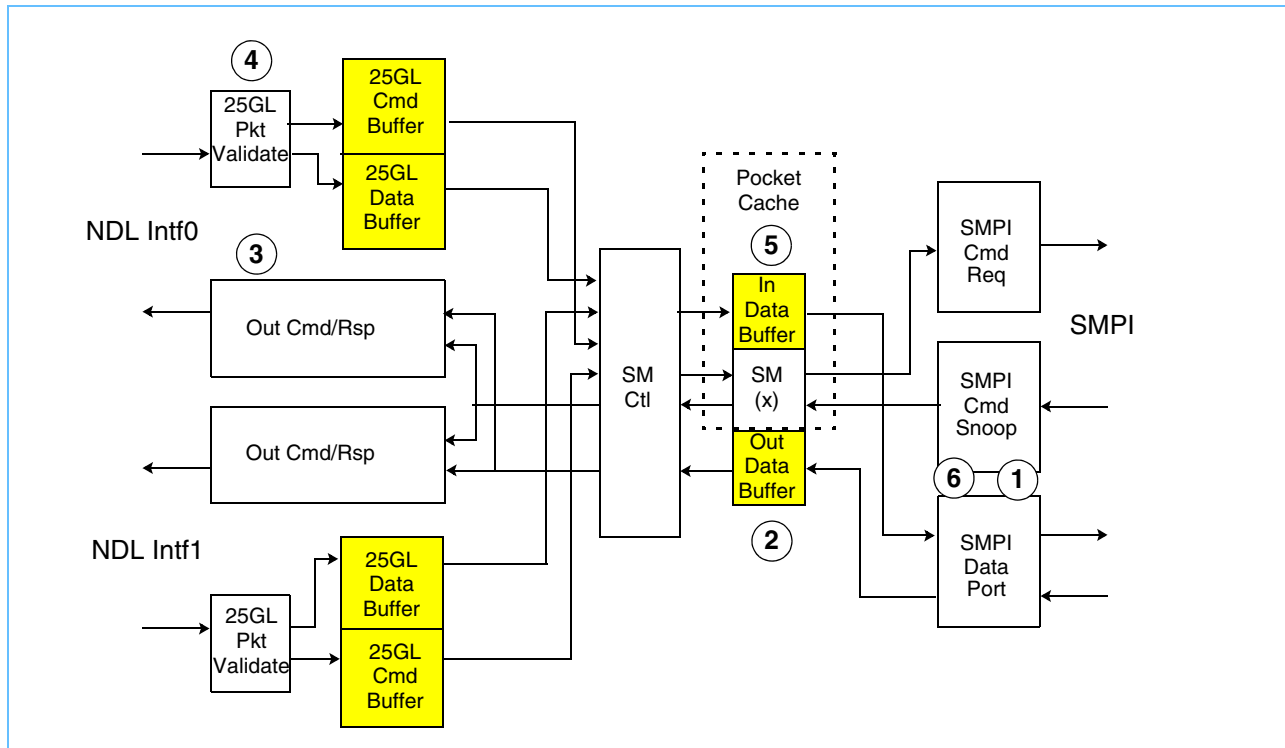 4
25GL
Pkt
Validate
25GL
Cmd
Buffer
25GL
Data
Buffer
NDL Intf0
3
Out Cmd/Rsp
Out Cmd/Rsp
NDL Intf1
25GL
Pkt
Validate
25GL
Data
Buffer
25GL
Cmd
Buffer
SM
Ctl
Pocket
Cache
5
In
Data
Buffer
SM
(x)
Out
Data
Buffer
2
SMPI
Cmd
Req
SMPI
SMPI
Cmd
Snoop
6
1
SMPI
Data
Port